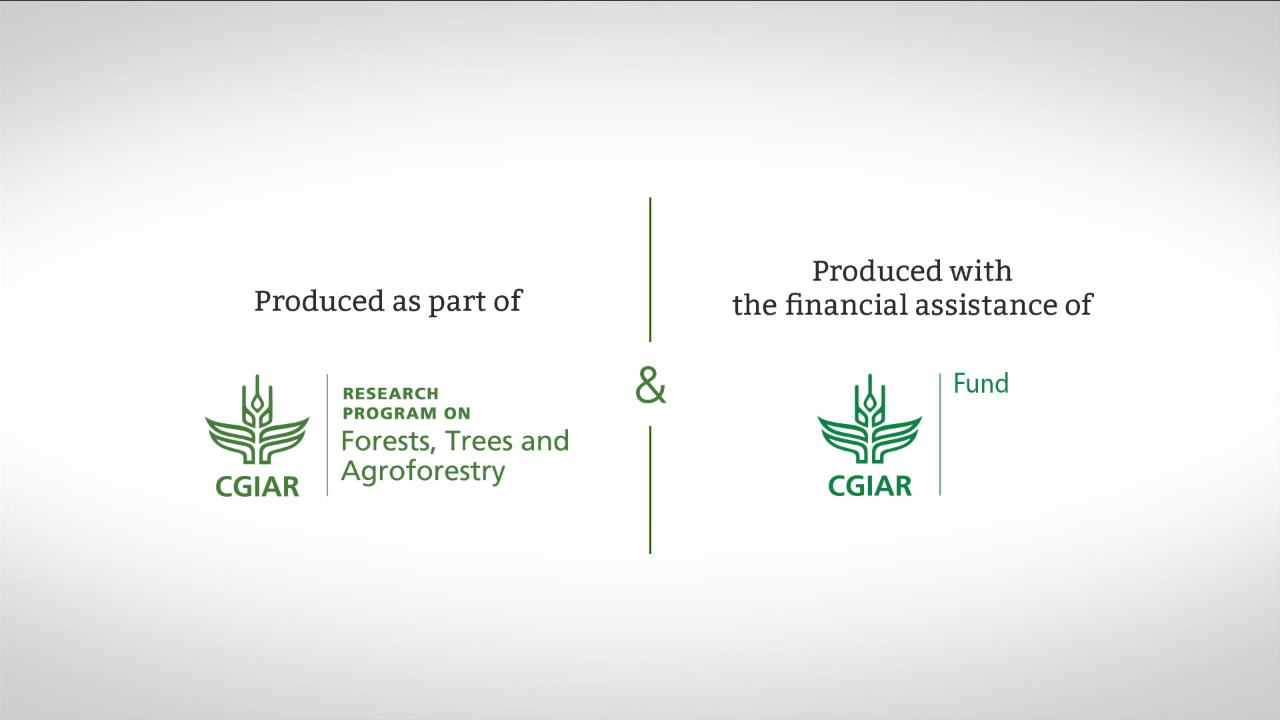 Produced as part of
CGIAR
RESEARCH
PROGRAM ON
Forests, Trees and
Agroforestry
&
Produced with
the financial assistance of
CGIAR
Fund